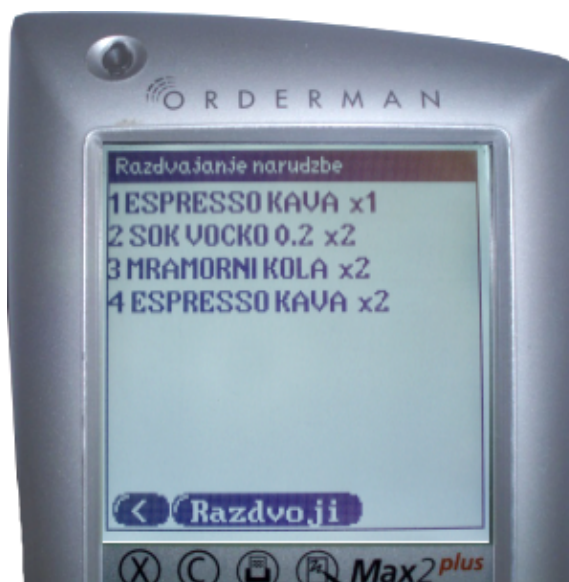 ORDERMAN
Razdvajanje narudzbe
1 ESPRESSO KAVA x1
2 SOK VOCKO 0.2 x2
3 MRAMORNI KOLA x2
4 ESPRESSO KAVA x2
< Razdvoji
X C Max2 plus